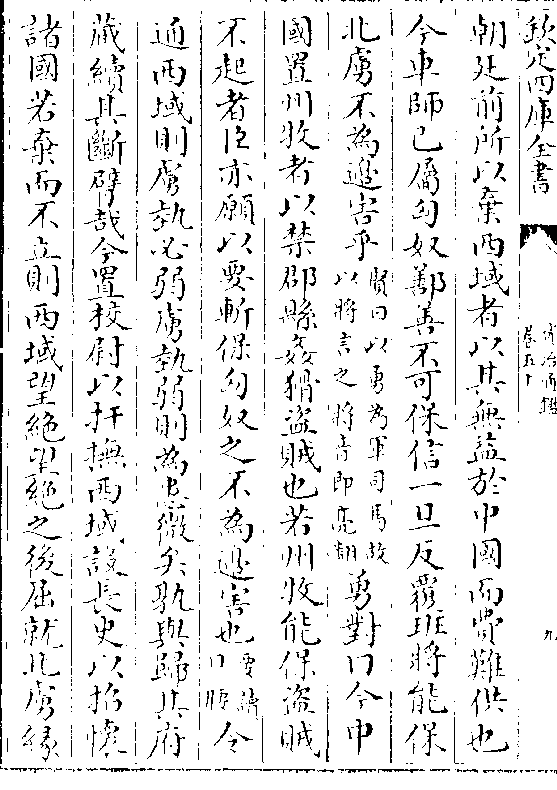 欽定四庫全書
資治通鑑
卷五十
九
朝廷前所以棄西域者以其無益於中國而費難供也
今車師已屬匈奴鄯善不可保信一旦反覆班將能保
北虜不為邊害乎
賢曰以勇為軍司馬故
以將言之將音即亮翻
勇對曰今中
國置州牧者以禁郡縣姦猾盜賊也若州牧能保盜賊
不起者臣亦願以要斬保匈奴之不為邊害也
要讀
曰腰
今
通西域則虜埶必弱虜埶弱則為患微矣孰與歸其府
藏續其斷臂哉今置校尉以扞撫西域設長史以招懷
諸國若棄而不立則西域望絶望絶之後屈就北虜緣